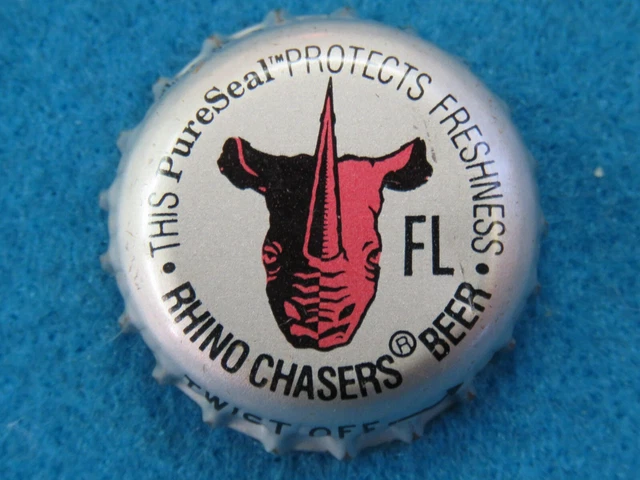 • THIS PureSeal™ PROTECTS FRESHNESS •
FL
RHINO CHASERS® BEER
TWIST OFF